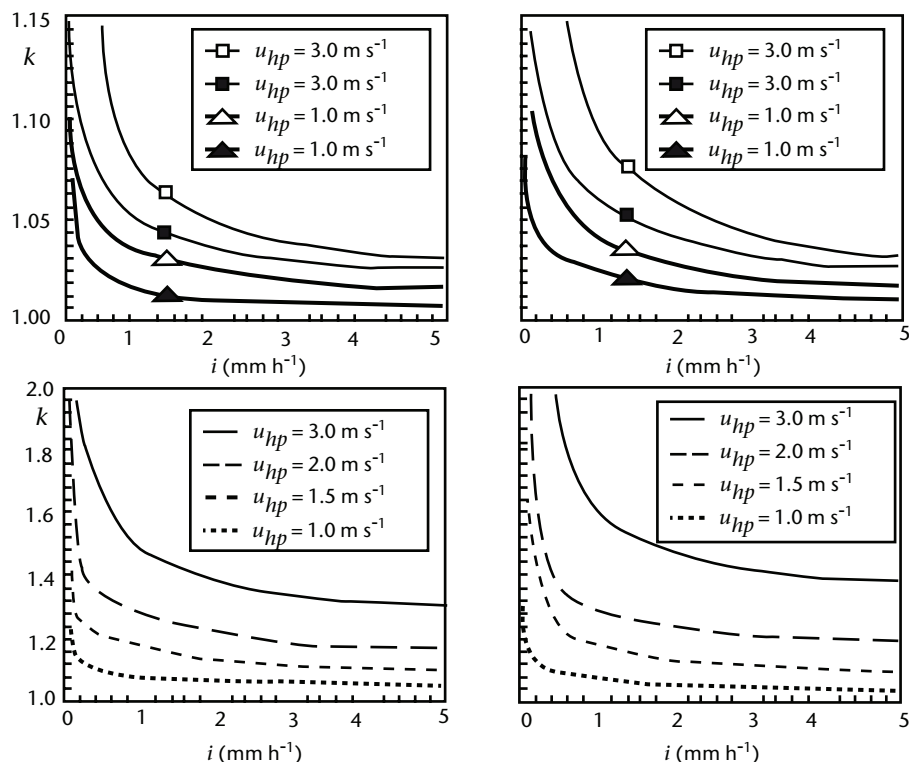 1.15
k
1.10
1.05
1.00
u_hp = 3.0 m s⁻¹
u_hp = 3.0 m s⁻¹
u_hp = 1.0 m s⁻¹
u_hp = 1.0 m s⁻¹
0 1 2 3 4 5
i (mm h⁻¹)
u_hp = 3.0 m s⁻¹
u_hp = 3.0 m s⁻¹
u_hp = 1.0 m s⁻¹
u_hp = 1.0 m s⁻¹
0 1 2 3 4 5
i (mm h⁻¹)
2.0
k
1.8
1.6
1.4
1.2
1.0
u_hp = 3.0 m s⁻¹
u_hp = 2.0 m s⁻¹
u_hp = 1.5 m s⁻¹
u_hp = 1.0 m s⁻¹
0 1 2 3 4 5
i (mm h⁻¹)
u_hp = 3.0 m s⁻¹
u_hp = 2.0 m s⁻¹
u_hp = 1.5 m s⁻¹
u_hp = 1.0 m s⁻¹
0 1 2 3 4 5
i (mm h⁻¹)